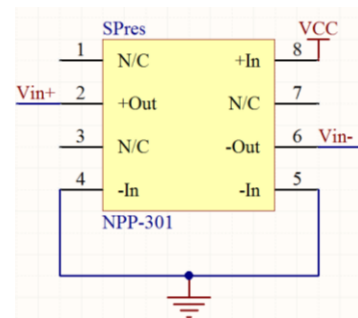 SPres
VCC
1 N/C +In 8
Vin+ 2 +Out N/C 7
3 N/C -Out 6 Vin-
4 -In -In 5
NPP-301